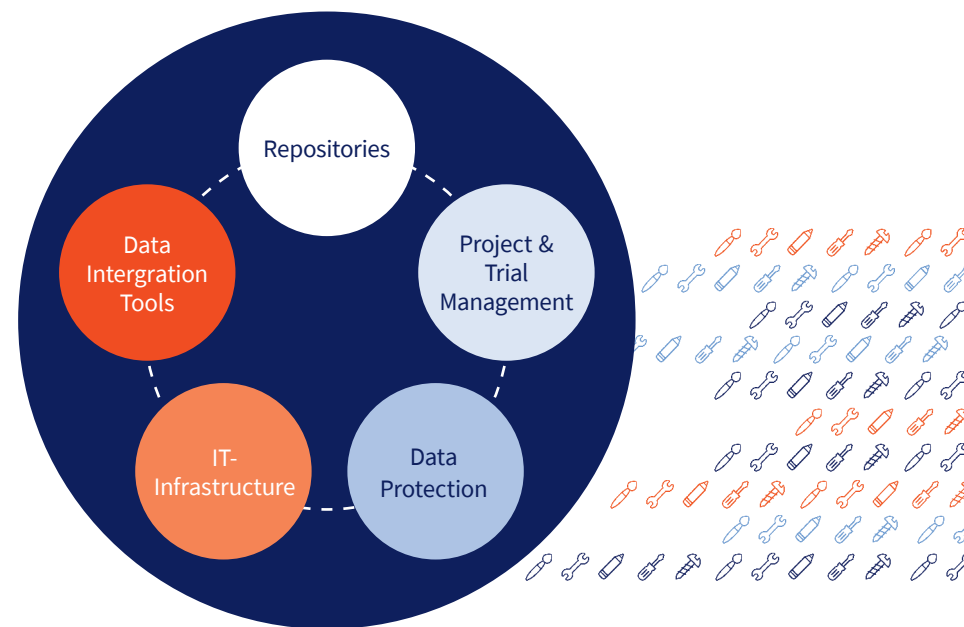 Repositories
Project &
Trial
Management
Data
Protection
IT-
Infrastructure
Data
Intergration
Tools